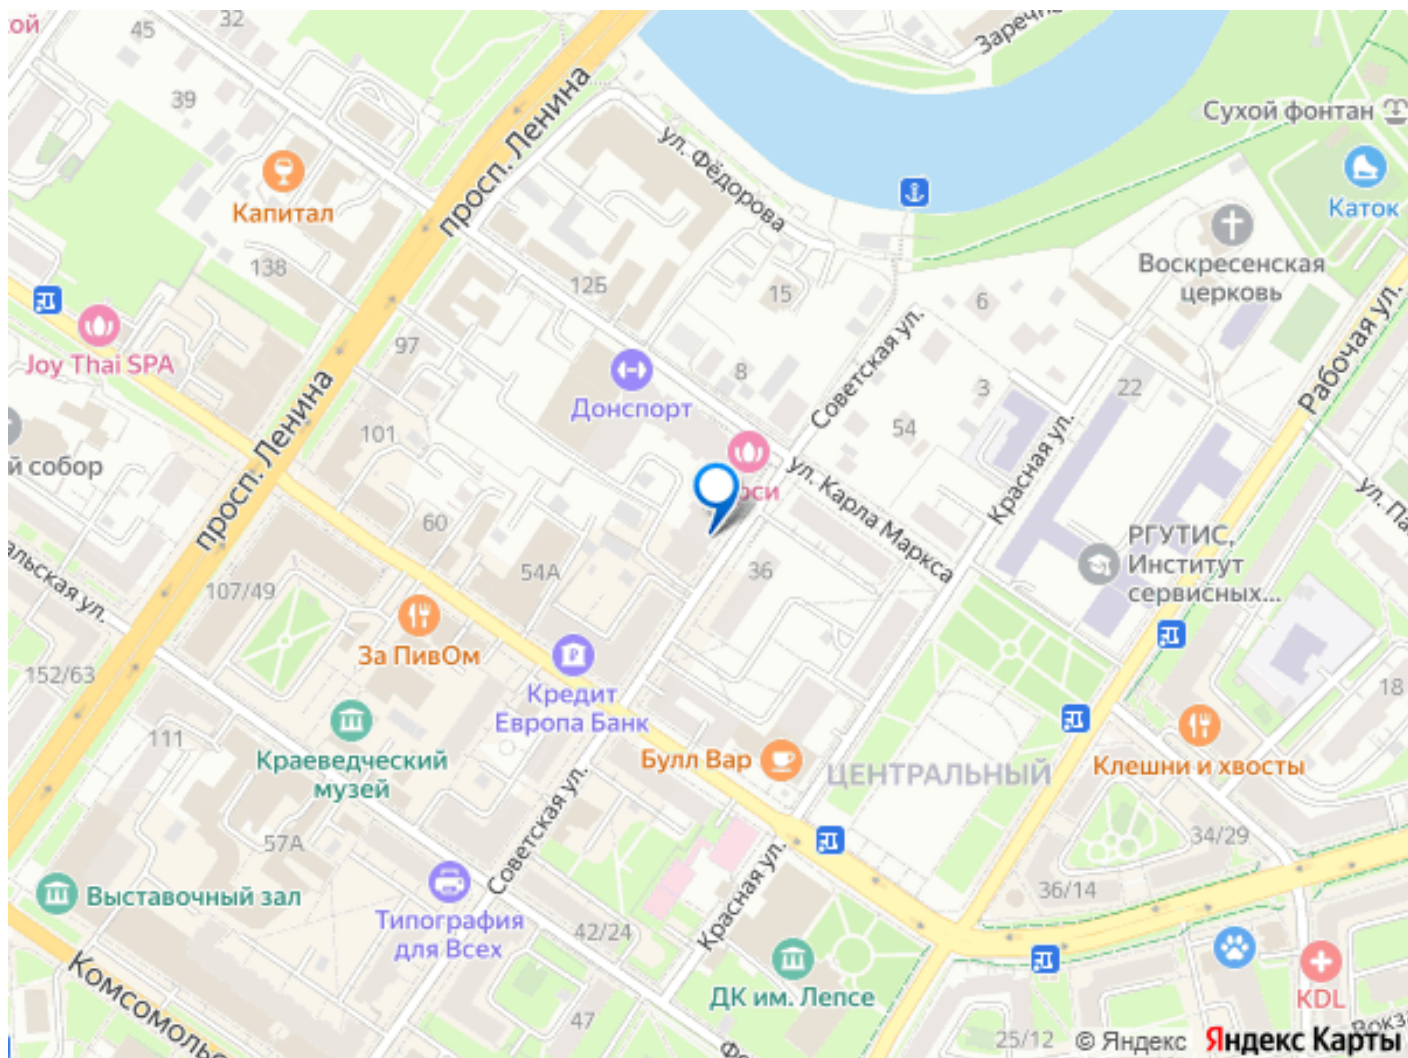 ой
32
45
39
Заречна
Сухой фонтан
просп. Ленина
ул. Фёдорова
Капитал
Каток
138
125
15
6
Воскресенская
церковь
Рабочая ул.
Joy Thai SPA
97
8
3
22
Донспорт
Советская ул.
101
54
просп. Ленина
й собор
Красная ул.
ул. Карла Маркса
ул. Па
60
54А
36
РГУТИС,
Институт
сервисных...
альская ул.
107/49
За ПивОм
152/63
Кредит
Европа Банк
18
111
Краеведческий
музей
Булл Вар
ЦЕНТРАЛЬНЫЙ
Клешни и хвосты
57А
Советская ул.
34/29
Красная ул.
36/14
Выставочный зал
Типография
для Всех
42/24
ДК им. Лепсе
KDL
Комсомольс
47
25/12
© Яндекс
Яндекс Карты